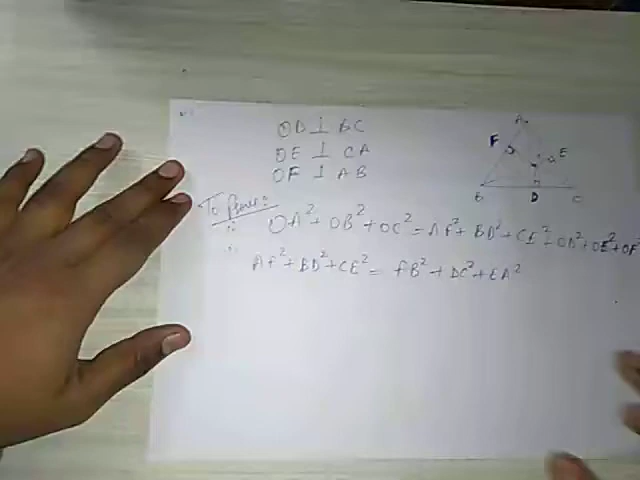 OD ⊥ BC
OE ⊥ CA
OF ⊥ AB
To Prove:
∴ OA² + OB² + OC² = AF² + BD² + CE² + OD² + OE² + OF²
∴ AF² + BD² + CE² = FB² + DC² + EA²
A
F
E
B
D
C